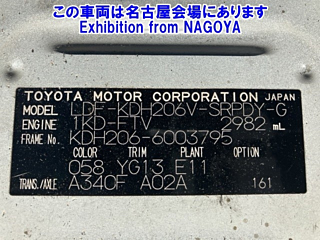 この車両は名古屋会場にあります
Exhibition from NAGOYA
TOYOTA MOTOR CORPORATION JAPAN
MODEL LDF-KDH206V-SRPDY-G
ENGINE 1KD-FTV 2982 mL
FRAME No. KDH206-6003795
COLOR TRIM PLANT
058 YG13 E11
TRANS./AXLE A340F A02A 161